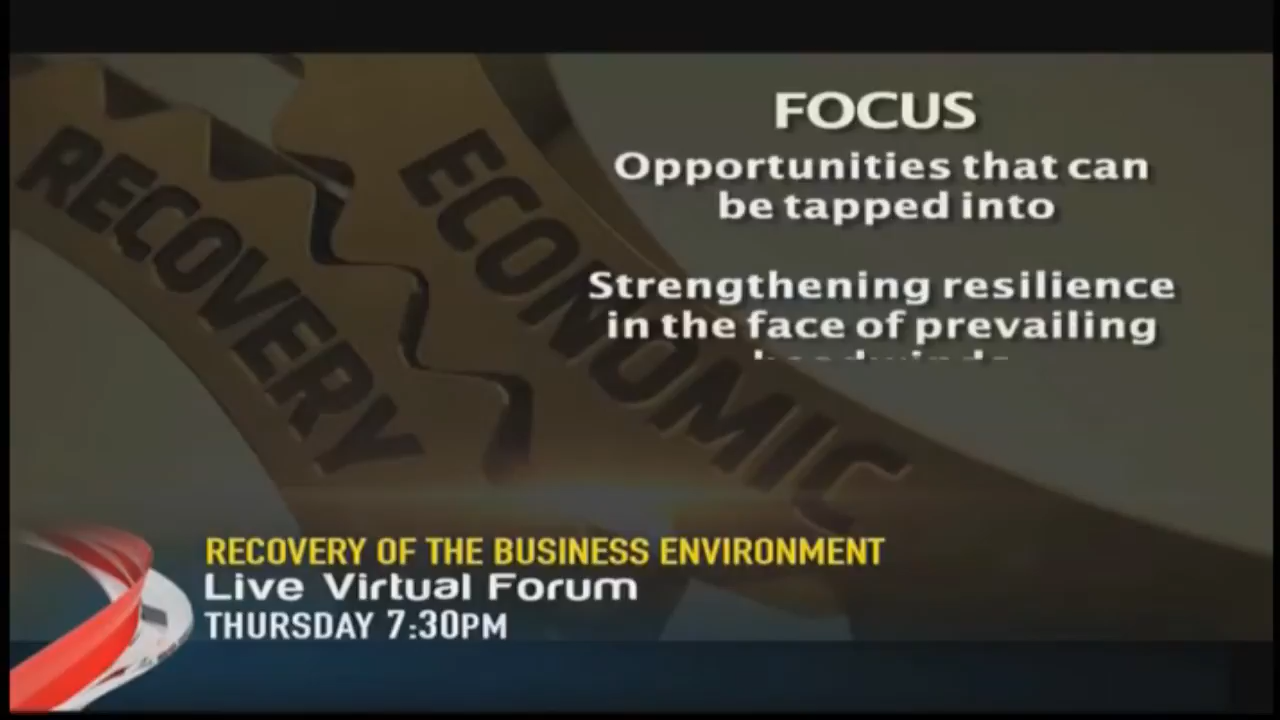 FOCUS
Opportunities that can
be tapped into
Strengthening resilience
in the face of prevailing
RECOVERY
ECONOMIC
RECOVERY OF THE BUSINESS ENVIRONMENT
Live Virtual Forum
THURSDAY 7:30PM